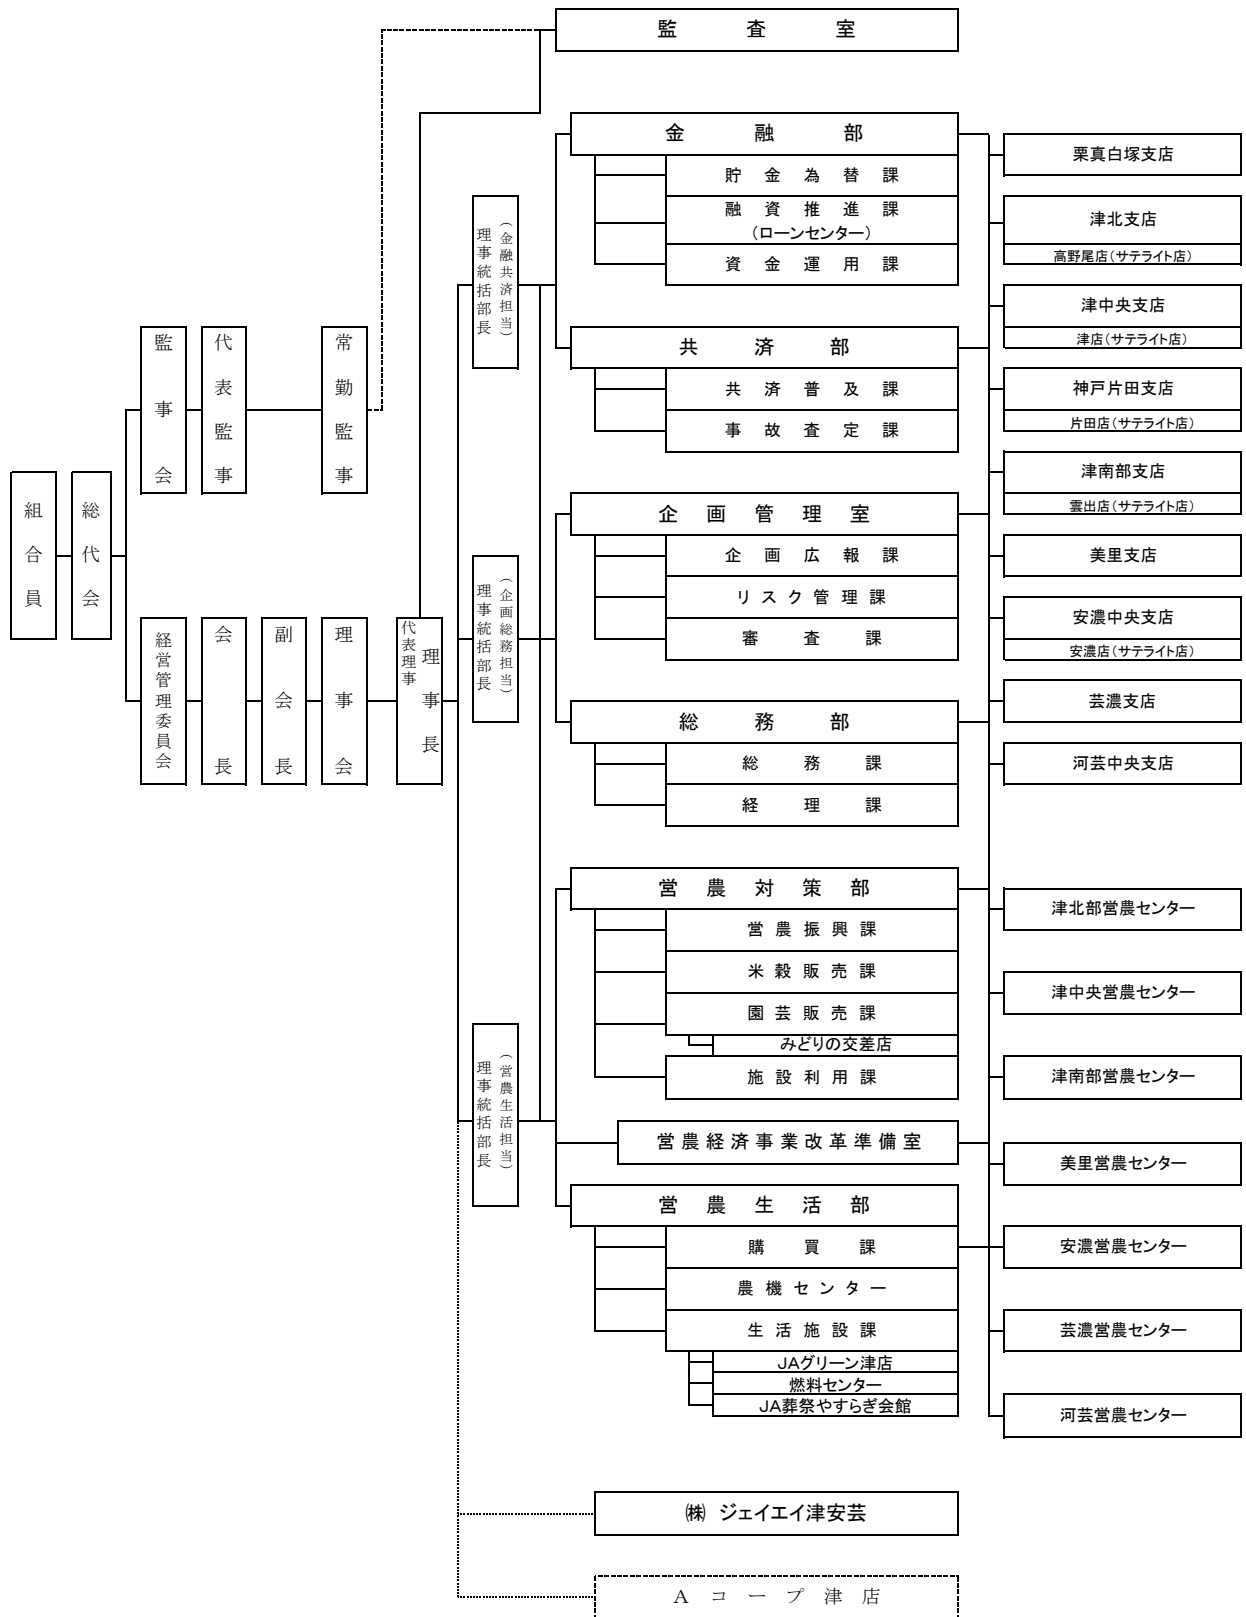 監査室
金融部
貯金為替課
融資推進課
(ローンセンター)
資金運用課
共済部
共済普及課
事故査定課
企画管理室
企画広報課
リスク管理課
審査課
総務部
総務課
経理課
営農対策部
営農振興課
米穀販売課
園芸販売課
みどりの交差店
施設利用課
営農経済事業改革準備室
営農生活部
購買課
農機センター
生活施設課
JAグリーン津店
燃料センター
JA葬祭やすらぎ会館
㈱ ジェイエイ津安芸
Aコープ津店
組合員
総代会
監事会
代表監事
常勤監事
経営管理委員会
会長
副会長
理事会
代表理事
理事長
(金融共済担当)
理事統括部長
(企画総務担当)
理事統括部長
(営農生活担当)
理事統括部長
栗真白塚支店
津北支店
高野尾店(サテライト店)
津中央支店
津店(サテライト店)
神戸片田支店
片田店(サテライト店)
津南部支店
雲出店(サテライト店)
美里支店
安濃中央支店
安濃店(サテライト店)
芸濃支店
河芸中央支店
津北部営農センター
津中央営農センター
津南部営農センター
美里営農センター
安濃営農センター
芸濃営農センター
河芸営農センター